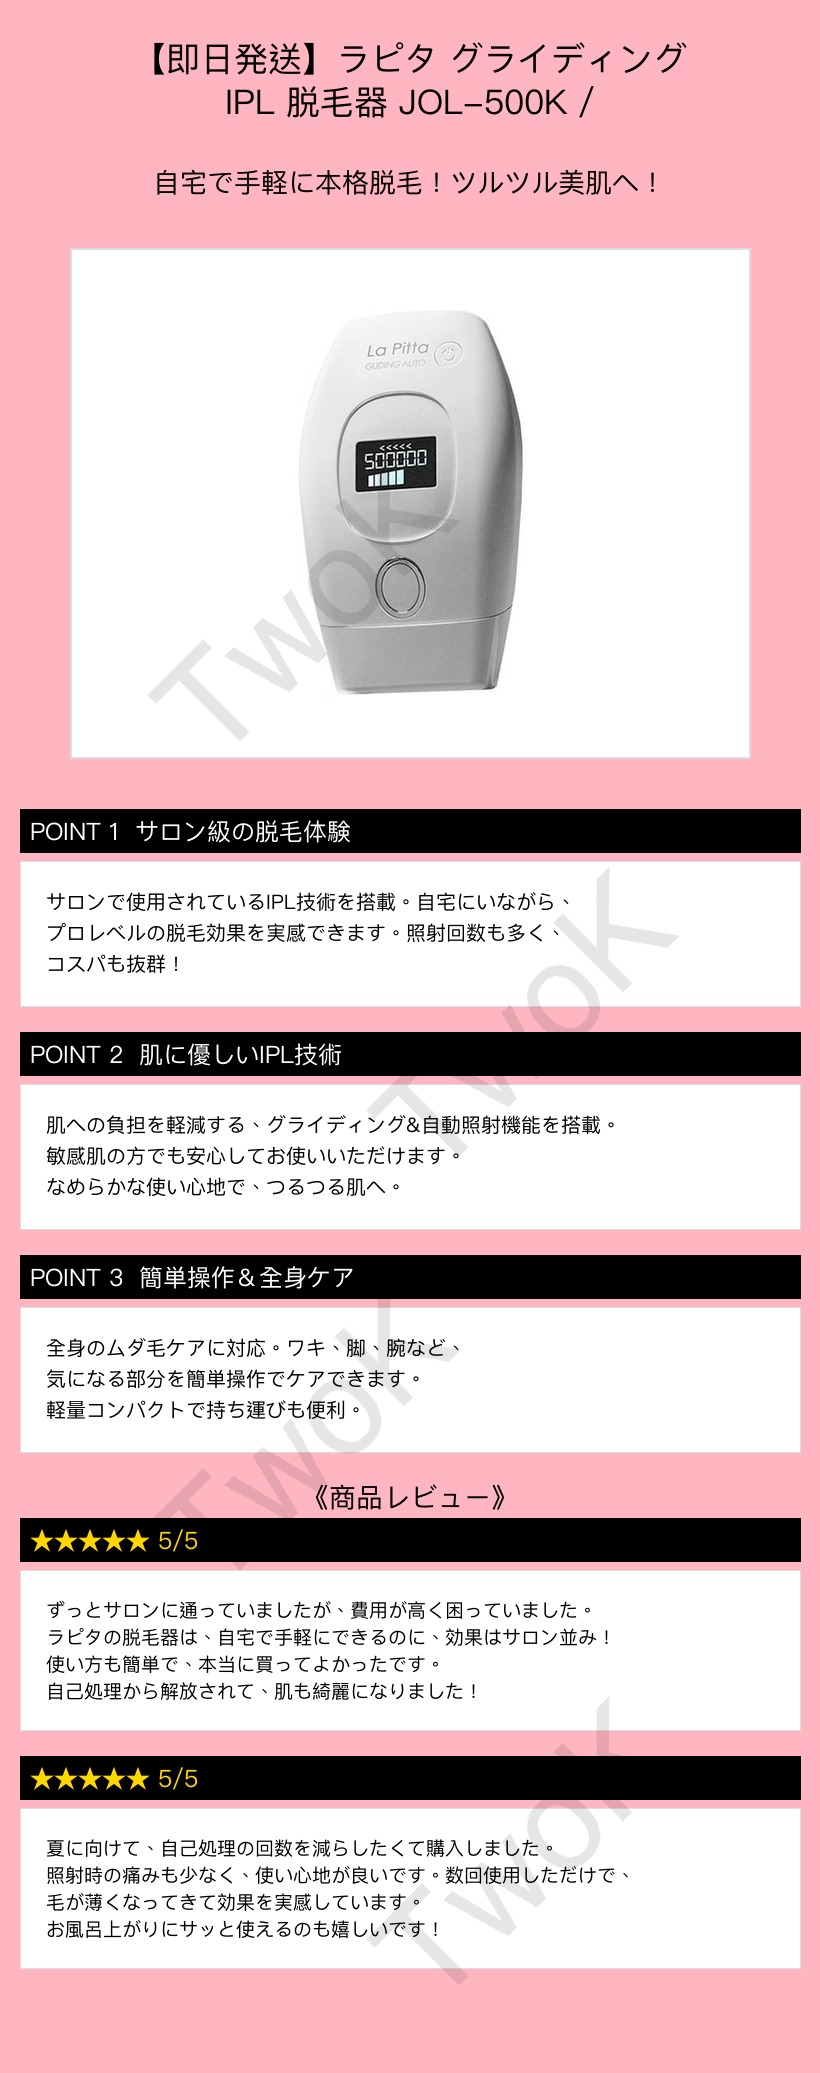 【即日発送】ラピタ グライディング
IPL 脱毛器 JOL-500K /
自宅で手軽に本格脱毛！ツルツル美肌へ！
La Pitta
GLIDING AUTO
<<<<<
500000
TwoK
POINT 1 サロン級の脱毛体験
サロンで使用されているIPL技術を搭載。自宅にいながら、
プロレベルの脱毛効果を実感できます。照射回数も多く、
コスパも抜群！
TwoK
POINT 2 肌に優しいIPL技術
肌への負担を軽減する、グライディング&自動照射機能を搭載。
敏感肌の方でも安心してお使いいただけます。
なめらかな使い心地で、つるつる肌へ。
POINT 3 簡単操作＆全身ケア
全身のムダ毛ケアに対応。ワキ、脚、腕など、
気になる部分を簡単操作でケアできます。
軽量コンパクトで持ち運びも便利。
TwoK
《商品レビュー》
★★★★★ 5/5
ずっとサロンに通っていましたが、費用が高く困っていました。
ラピタの脱毛器は、自宅で手軽にできるのに、効果はサロン並み！
使い方も簡単で、本当に買ってよかったです。
自己処理から解放されて、肌も綺麗になりました！
★★★★★ 5/5
夏に向けて、自己処理の回数を減らしたくて購入しました。
照射時の痛みも少なく、使い心地が良いです。数回使用しただけで、
毛が薄くなってきて効果を実感しています。
お風呂上がりにサッと使えるのも嬉しいです！
TwoK